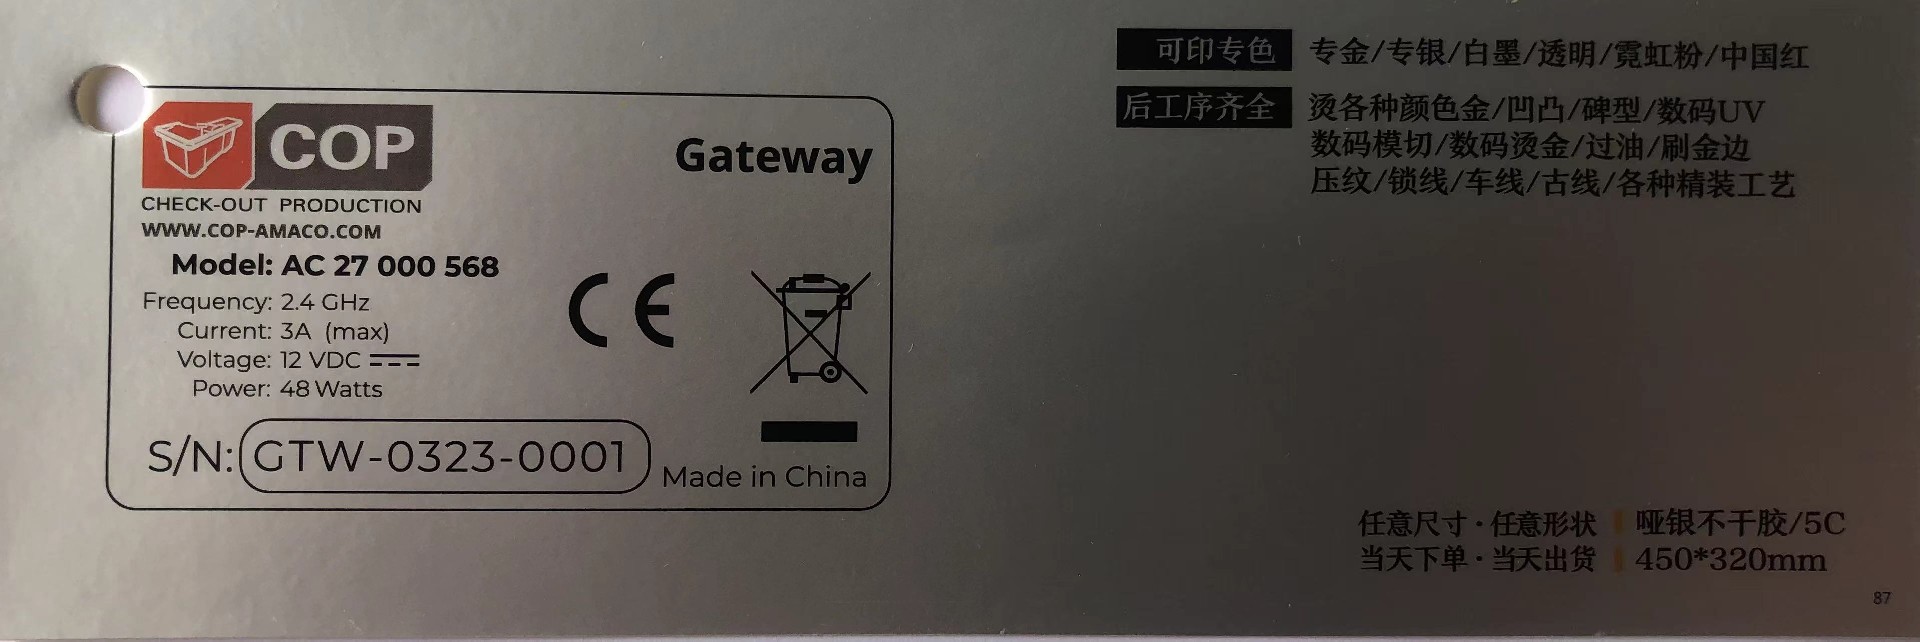 COP
CHECK-OUT PRODUCTION
WWW.COP-AMACO.COM
Gateway
Model: AC 27 000 568
Frequency: 2.4 GHz
Current: 3A (max)
Voltage: 12 VDC
Power: 48 Watts
CE
S/N: GTW-0323-0001
Made in China
可印专色 专金/专银/白墨/透明/霓虹粉/中国红
后工序齐全 烫各种颜色金/凹凸/碑型/数码UV
数码模切/数码烫金/过油/刷金边
压纹/锁线/车线/古线/各种精装工艺
任意尺寸·任意形状 哑银不干胶/5C
当天下单·当天出货 450*320mm
87